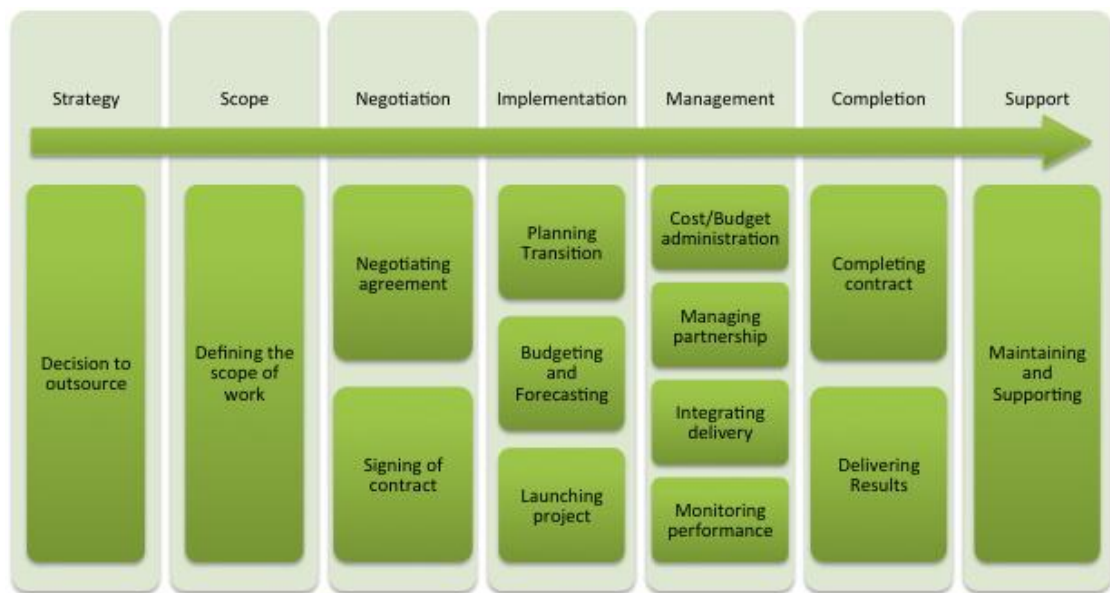 Strategy
Scope
Negotiation
Implementation
Management
Completion
Support
Decision to
outsource
Defining the
scope of
work
Negotiating
agreement
Signing of
contract
Planning
Transition
Budgeting
and
Forecasting
Launching
project
Cost/Budget
administration
Managing
partnership
Integrating
delivery
Monitoring
performance
Completing
contract
Delivering
Results
Maintaining
and
Supporting